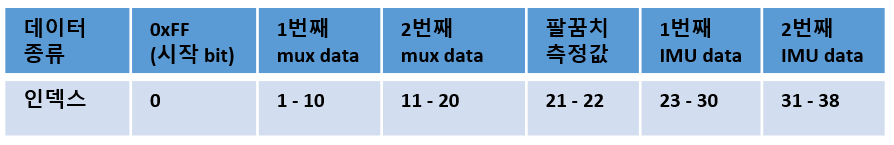 데이터 종류 | 0xFF (시작 bit) | 1번째 mux data | 2번째 mux data | 팔꿈치 측정값 | 1번째 IMU data | 2번째 IMU data
인덱스 | 0 | 1 - 10 | 11 - 20 | 21 - 22 | 23 - 30 | 31 - 38